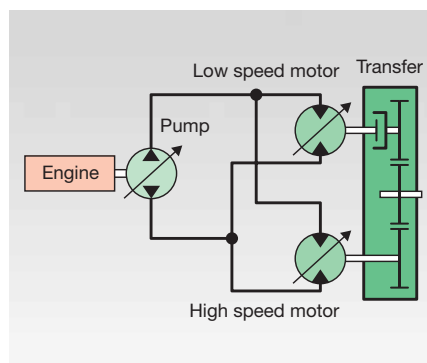 Low speed motor
Transfer
Pump
Engine
High speed motor